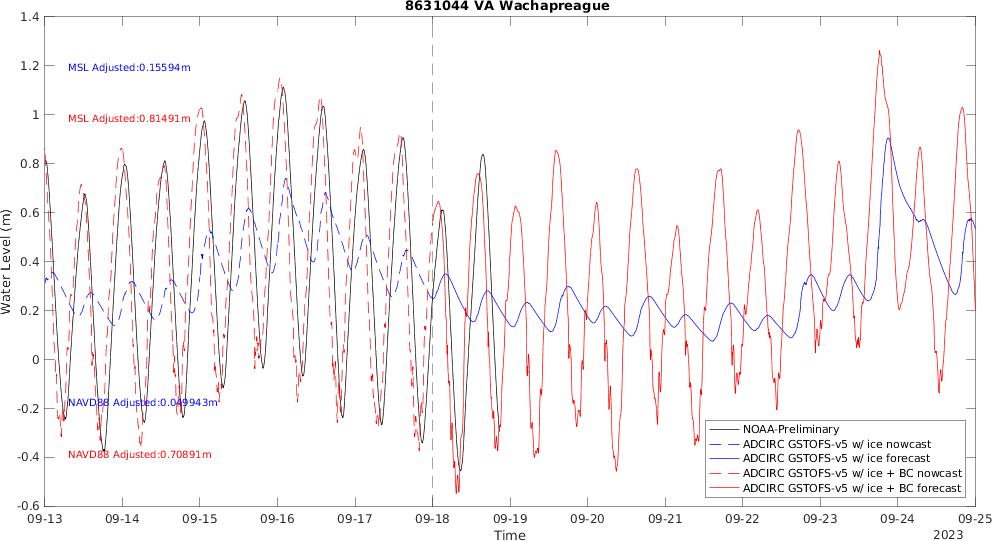 8631044 VA Wachapreague
1.4
1.2
1
0.8
0.6
0.4
0.2
0
-0.2
-0.4
-0.6
Water Level (m)
MSL Adjusted:0.15594m
MSL Adjusted:0.81491m
NAVD88 Adjusted:0.049943m
NAVD88 Adjusted:0.70891m
NOAA-Preliminary
ADCIRC GSTOFS-v5 w/ ice nowcast
ADCIRC GSTOFS-v5 w/ ice forecast
ADCIRC GSTOFS-v5 w/ ice + BC nowcast
ADCIRC GSTOFS-v5 w/ ice + BC forecast
09-13 09-14 09-15 09-16 09-17 09-18 09-19 09-20 09-21 09-22 09-23 09-24 09-25
Time
2023